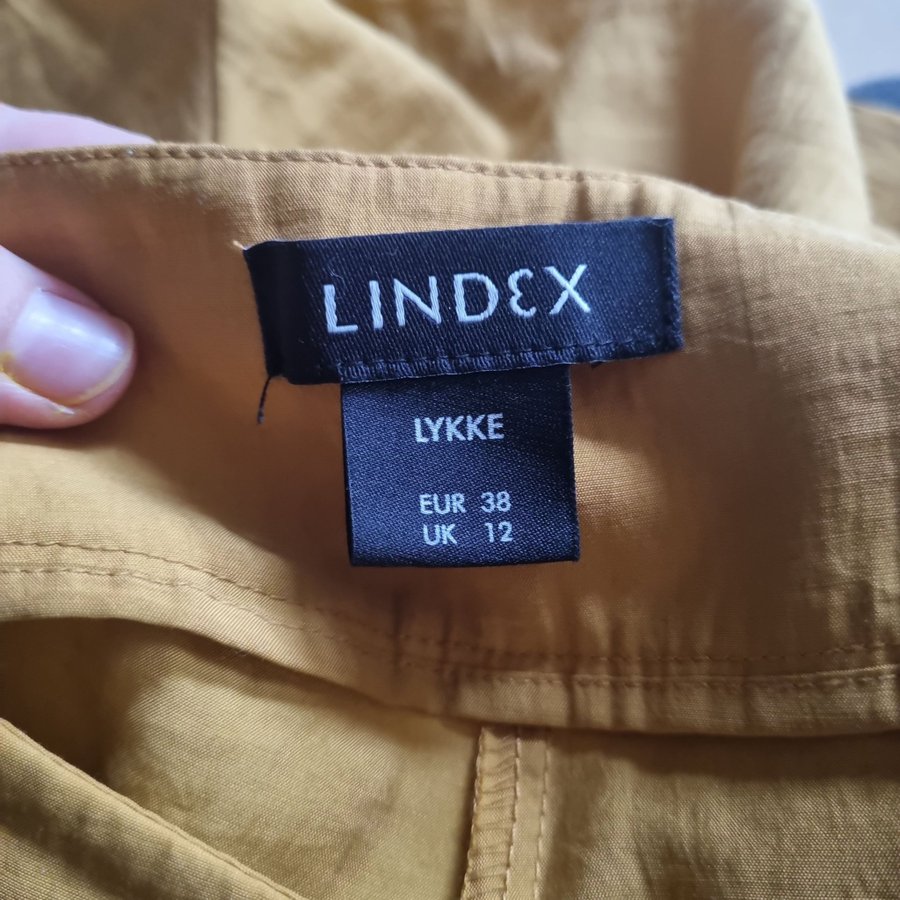 LINDEX
LYKKE
EUR 38
UK 12